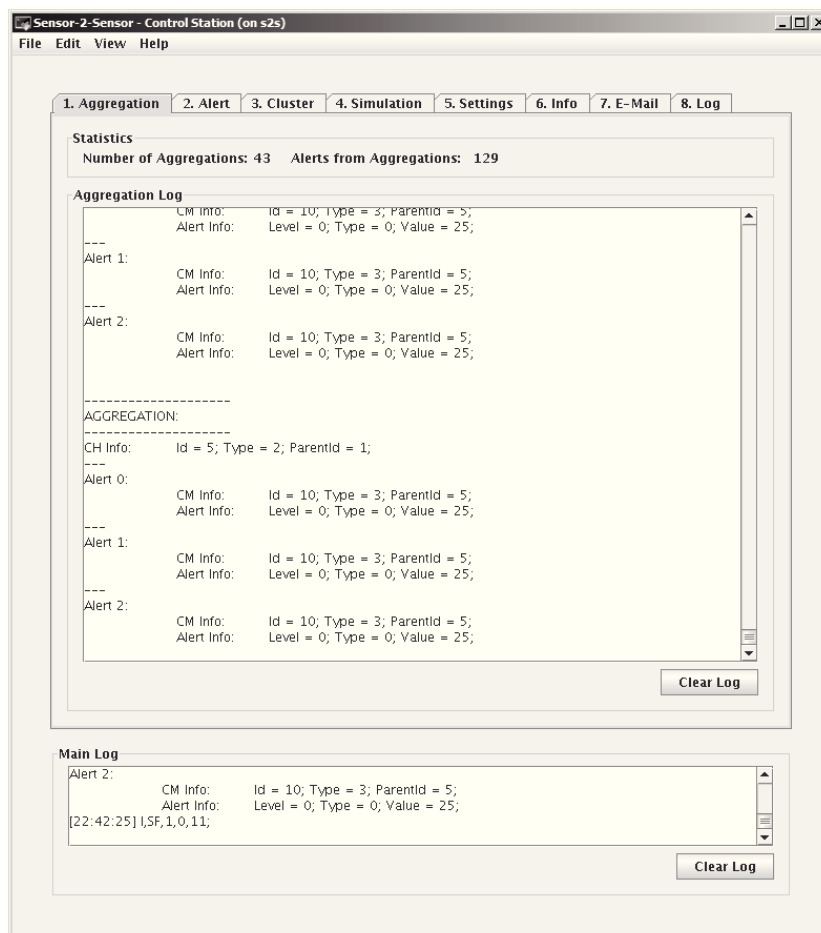 Sensor-2-Sensor - Control Station (on s2s)
File Edit View Help
1. Aggregation 2. Alert 3. Cluster 4. Simulation 5. Settings 6. Info 7. E-Mail 8. Log
Statistics
Number of Aggregations: 43 Alerts from Aggregations: 129
Aggregation Log
CM Info: Id = 10; Type = 3; ParentId = 5;
Alert Info: Level = 0; Type = 0; Value = 25;
---
Alert 1:
CM Info: Id = 10; Type = 3; ParentId = 5;
Alert Info: Level = 0; Type = 0; Value = 25;
---
Alert 2:
CM Info: Id = 10; Type = 3; ParentId = 5;
Alert Info: Level = 0; Type = 0; Value = 25;
--------------------
AGGREGATION:
--------------------
CH Info: Id = 5; Type = 2; ParentId = 1;
---
Alert 0:
CM Info: Id = 10; Type = 3; ParentId = 5;
Alert Info: Level = 0; Type = 0; Value = 25;
---
Alert 1:
CM Info: Id = 10; Type = 3; ParentId = 5;
Alert Info: Level = 0; Type = 0; Value = 25;
---
Alert 2:
CM Info: Id = 10; Type = 3; ParentId = 5;
Alert Info: Level = 0; Type = 0; Value = 25;
Clear Log
Main Log
Alert 2:
CM Info: Id = 10; Type = 3; ParentId = 5;
Alert Info: Level = 0; Type = 0; Value = 25;
[22:42:25] I,SF,1,0,11;
Clear Log